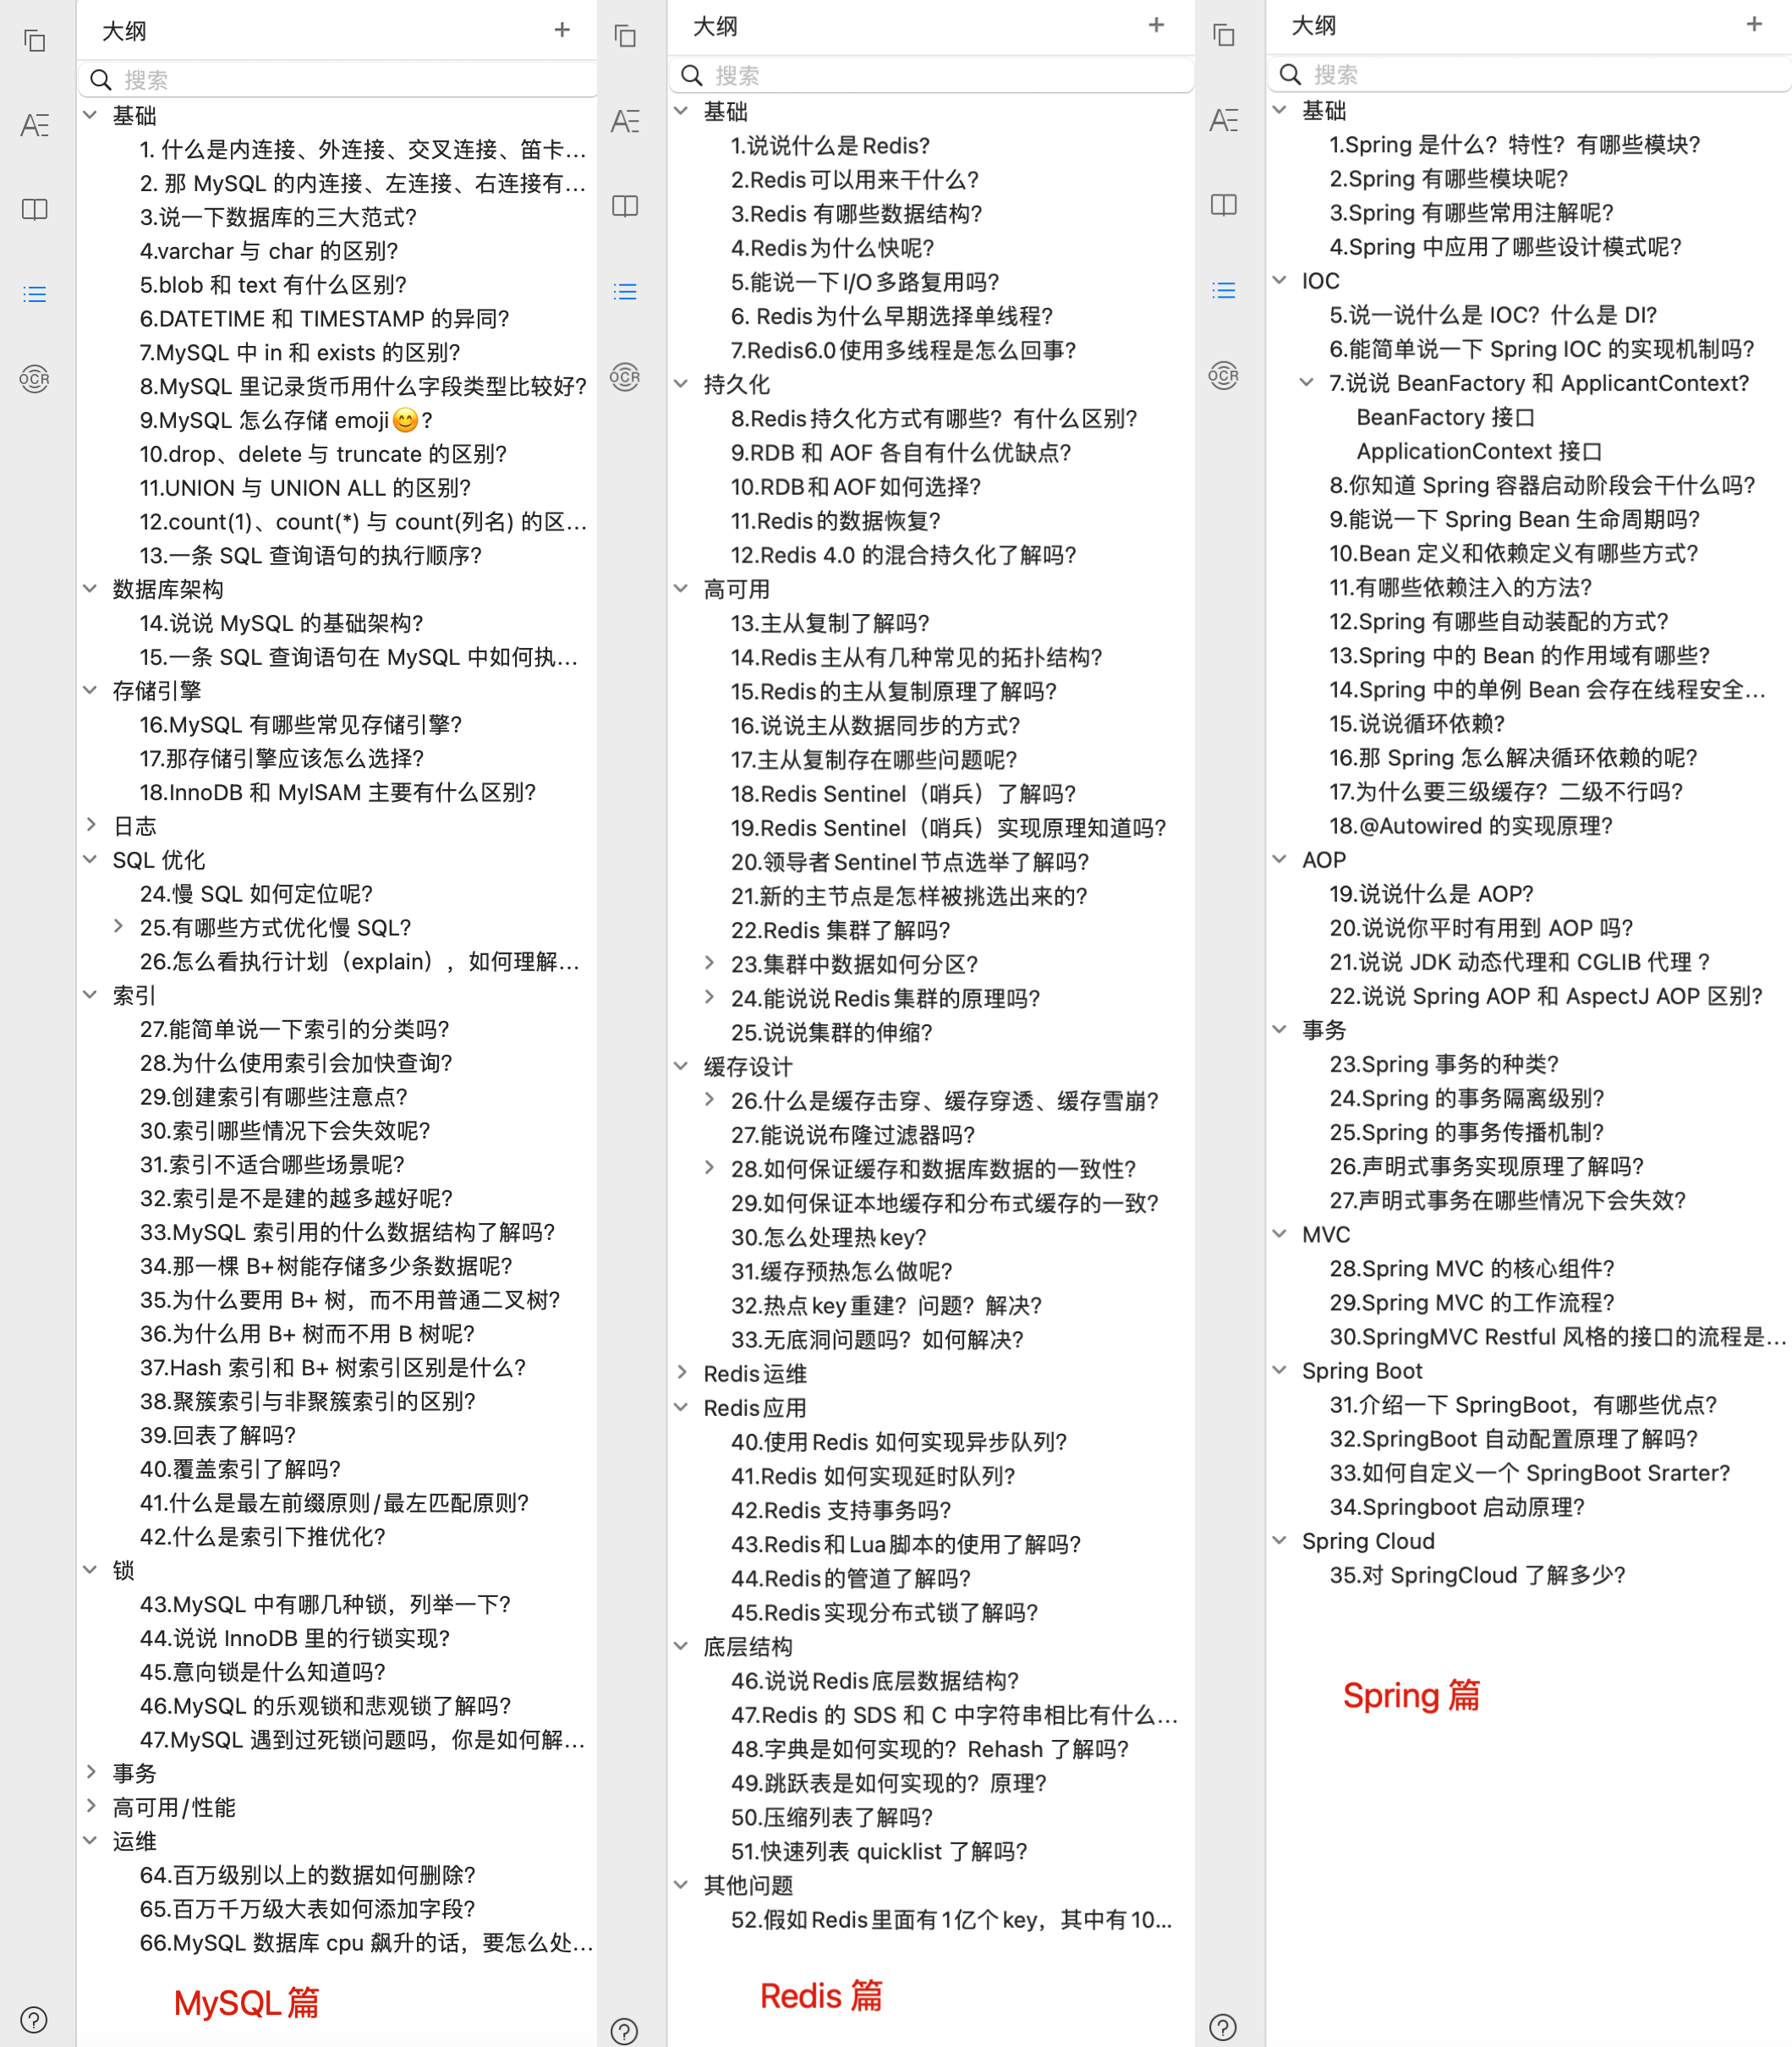 大纲
搜索
基础
1. 什么是内连接、外连接、交叉连接、笛卡...
2. 那 MySQL 的内连接、左连接、右连接有...
3.说一下数据库的三大范式?
4.varchar 与 char 的区别?
5.blob 和 text 有什么区别?
6.DATETIME 和 TIMESTAMP 的异同?
7.MySQL 中 in 和 exists 的区别?
8.MySQL 里记录货币用什么字段类型比较好?
9.MySQL 怎么存储 emoji😊?
10.drop、delete 与 truncate 的区别?
11.UNION 与 UNION ALL 的区别?
12.count(1)、count(*) 与 count(列名) 的区...
13.一条 SQL 查询语句的执行顺序?
数据库架构
14.说说 MySQL 的基础架构?
15.一条 SQL 查询语句在 MySQL 中如何执...
存储引擎
16.MySQL 有哪些常见存储引擎?
17.那存储引擎应该怎么选择?
18.InnoDB 和 MyISAM 主要有什么区别?
日志
SQL 优化
24.慢 SQL 如何定位呢?
25.有哪些方式优化慢 SQL?
26.怎么看执行计划（explain）, 如何理解...
索引
27.能简单说一下索引的分类吗?
28.为什么使用索引会加快查询?
29.创建索引有哪些注意点?
30.索引哪些情况下会失效呢?
31.索引不适合哪些场景呢?
32.索引是不是建的越多越好呢?
33.MySQL 索引用的什么数据结构了解吗?
34.那一棵 B+树能存储多少条数据呢?
35.为什么要用 B+ 树，而不用普通二叉树?
36.为什么用 B+ 树而不用 B 树呢?
37.Hash 索引和 B+ 树索引区别是什么?
38.聚簇索引与非聚簇索引的区别?
39.回表了解吗?
40.覆盖索引了解吗?
41.什么是最左前缀原则/最左匹配原则?
42.什么是索引下推优化?
锁
43.MySQL 中有哪几种锁，列举一下?
44.说说 InnoDB 里的行锁实现?
45.意向锁是什么知道吗?
46.MySQL 的乐观锁和悲观锁了解吗?
47.MySQL 遇到过死锁问题吗，你是如何解...
事务
高可用/性能
运维
64.百万级别以上的数据如何删除?
65.百万千万级大表如何添加字段?
66.MySQL 数据库 cpu 飙升的话，要怎么处...
MySQL篇
大纲
搜索
基础
1.说说什么是Redis?
2.Redis可以用来干什么?
3.Redis 有哪些数据结构?
4.Redis为什么快呢?
5.能说一下I/O多路复用吗?
6. Redis为什么早期选择单线程?
7.Redis6.0使用多线程是怎么回事?
持久化
8.Redis持久化方式有哪些? 有什么区别?
9.RDB 和 AOF 各自有什么优缺点?
10.RDB和AOF如何选择?
11.Redis的数据恢复?
12.Redis 4.0 的混合持久化了解吗?
高可用
13.主从复制了解吗?
14.Redis主从有几种常见的拓扑结构?
15.Redis的主从复制原理了解吗?
16.说说主从数据同步的方式?
17.主从复制存在哪些问题呢?
18.Redis Sentinel（哨兵）了解吗?
19.Redis Sentinel（哨兵）实现原理知道吗?
20.领导者Sentinel节点选举了解吗?
21.新的主节点是怎样被挑选出来的?
22.Redis 集群了解吗?
23.集群中数据如何分区?
24.能说说Redis集群的原理吗?
25.说说集群的伸缩?
缓存设计
26.什么是缓存击穿、缓存穿透、缓存雪崩?
27.能说说布隆过滤器吗?
28.如何保证缓存和数据库数据的一致性?
29.如何保证本地缓存和分布式缓存的一致?
30.怎么处理热key?
31.缓存预热怎么做呢?
32.热点key重建? 问题? 解决?
33.无底洞问题吗? 如何解决?
Redis运维
Redis应用
40.使用Redis 如何实现异步队列?
41.Redis 如何实现延时队列?
42.Redis 支持事务吗?
43.Redis和Lua脚本的使用了解吗?
44.Redis的管道了解吗?
45.Redis实现分布式锁了解吗?
底层结构
46.说说Redis底层数据结构?
47.Redis 的 SDS 和 C 中字符串相比有什么...
48.字典是如何实现的? Rehash 了解吗?
49.跳跃表是如何实现的? 原理?
50.压缩列表了解吗?
51.快速列表 quicklist 了解吗?
其他问题
52.假如Redis里面有1亿个key，其中有10...
Redis 篇
大纲
搜索
基础
1.Spring 是什么? 特性? 有哪些模块?
2.Spring 有哪些模块呢?
3.Spring 有哪些常用注解呢?
4.Spring 中应用了哪些设计模式呢?
IOC
5.说一说什么是 IOC? 什么是 DI?
6.能简单说一下 Spring IOC 的实现机制吗?
7.说说 BeanFactory 和 ApplicantContext?
BeanFactory 接口
ApplicationContext 接口
8.你知道 Spring 容器启动阶段会干什么吗?
9.能说一下 Spring Bean 生命周期吗?
10.Bean 定义和依赖定义有哪些方式?
11.有哪些依赖注入的方法?
12.Spring 有哪些自动装配的方式?
13.Spring 中的 Bean 的作用域有哪些?
14.Spring 中的单例 Bean 会存在线程安全...
15.说说循环依赖?
16.那 Spring 怎么解决循环依赖的呢?
17.为什么要三级缓存? 二级不行吗?
18.@Autowired 的实现原理?
AOP
19.说说什么是 AOP?
20.说说你平时有用到 AOP 吗?
21.说说 JDK 动态代理和 CGLIB 代理 ?
22.说说 Spring AOP 和 AspectJ AOP 区别?
事务
23.Spring 事务的种类?
24.Spring 的事务隔离级别?
25.Spring 的事务传播机制?
26.声明式事务实现原理了解吗?
27.声明式事务在哪些情况下会失效?
MVC
28.Spring MVC 的核心组件?
29.Spring MVC 的工作流程?
30.SpringMVC Restful 风格的接口的流程是...
Spring Boot
31.介绍一下 SpringBoot，有哪些优点?
32.SpringBoot 自动配置原理了解吗?
33.如何自定义一个 SpringBoot Srarter?
34.Springboot 启动原理?
Spring Cloud
35.对 SpringCloud 了解多少?
Spring 篇